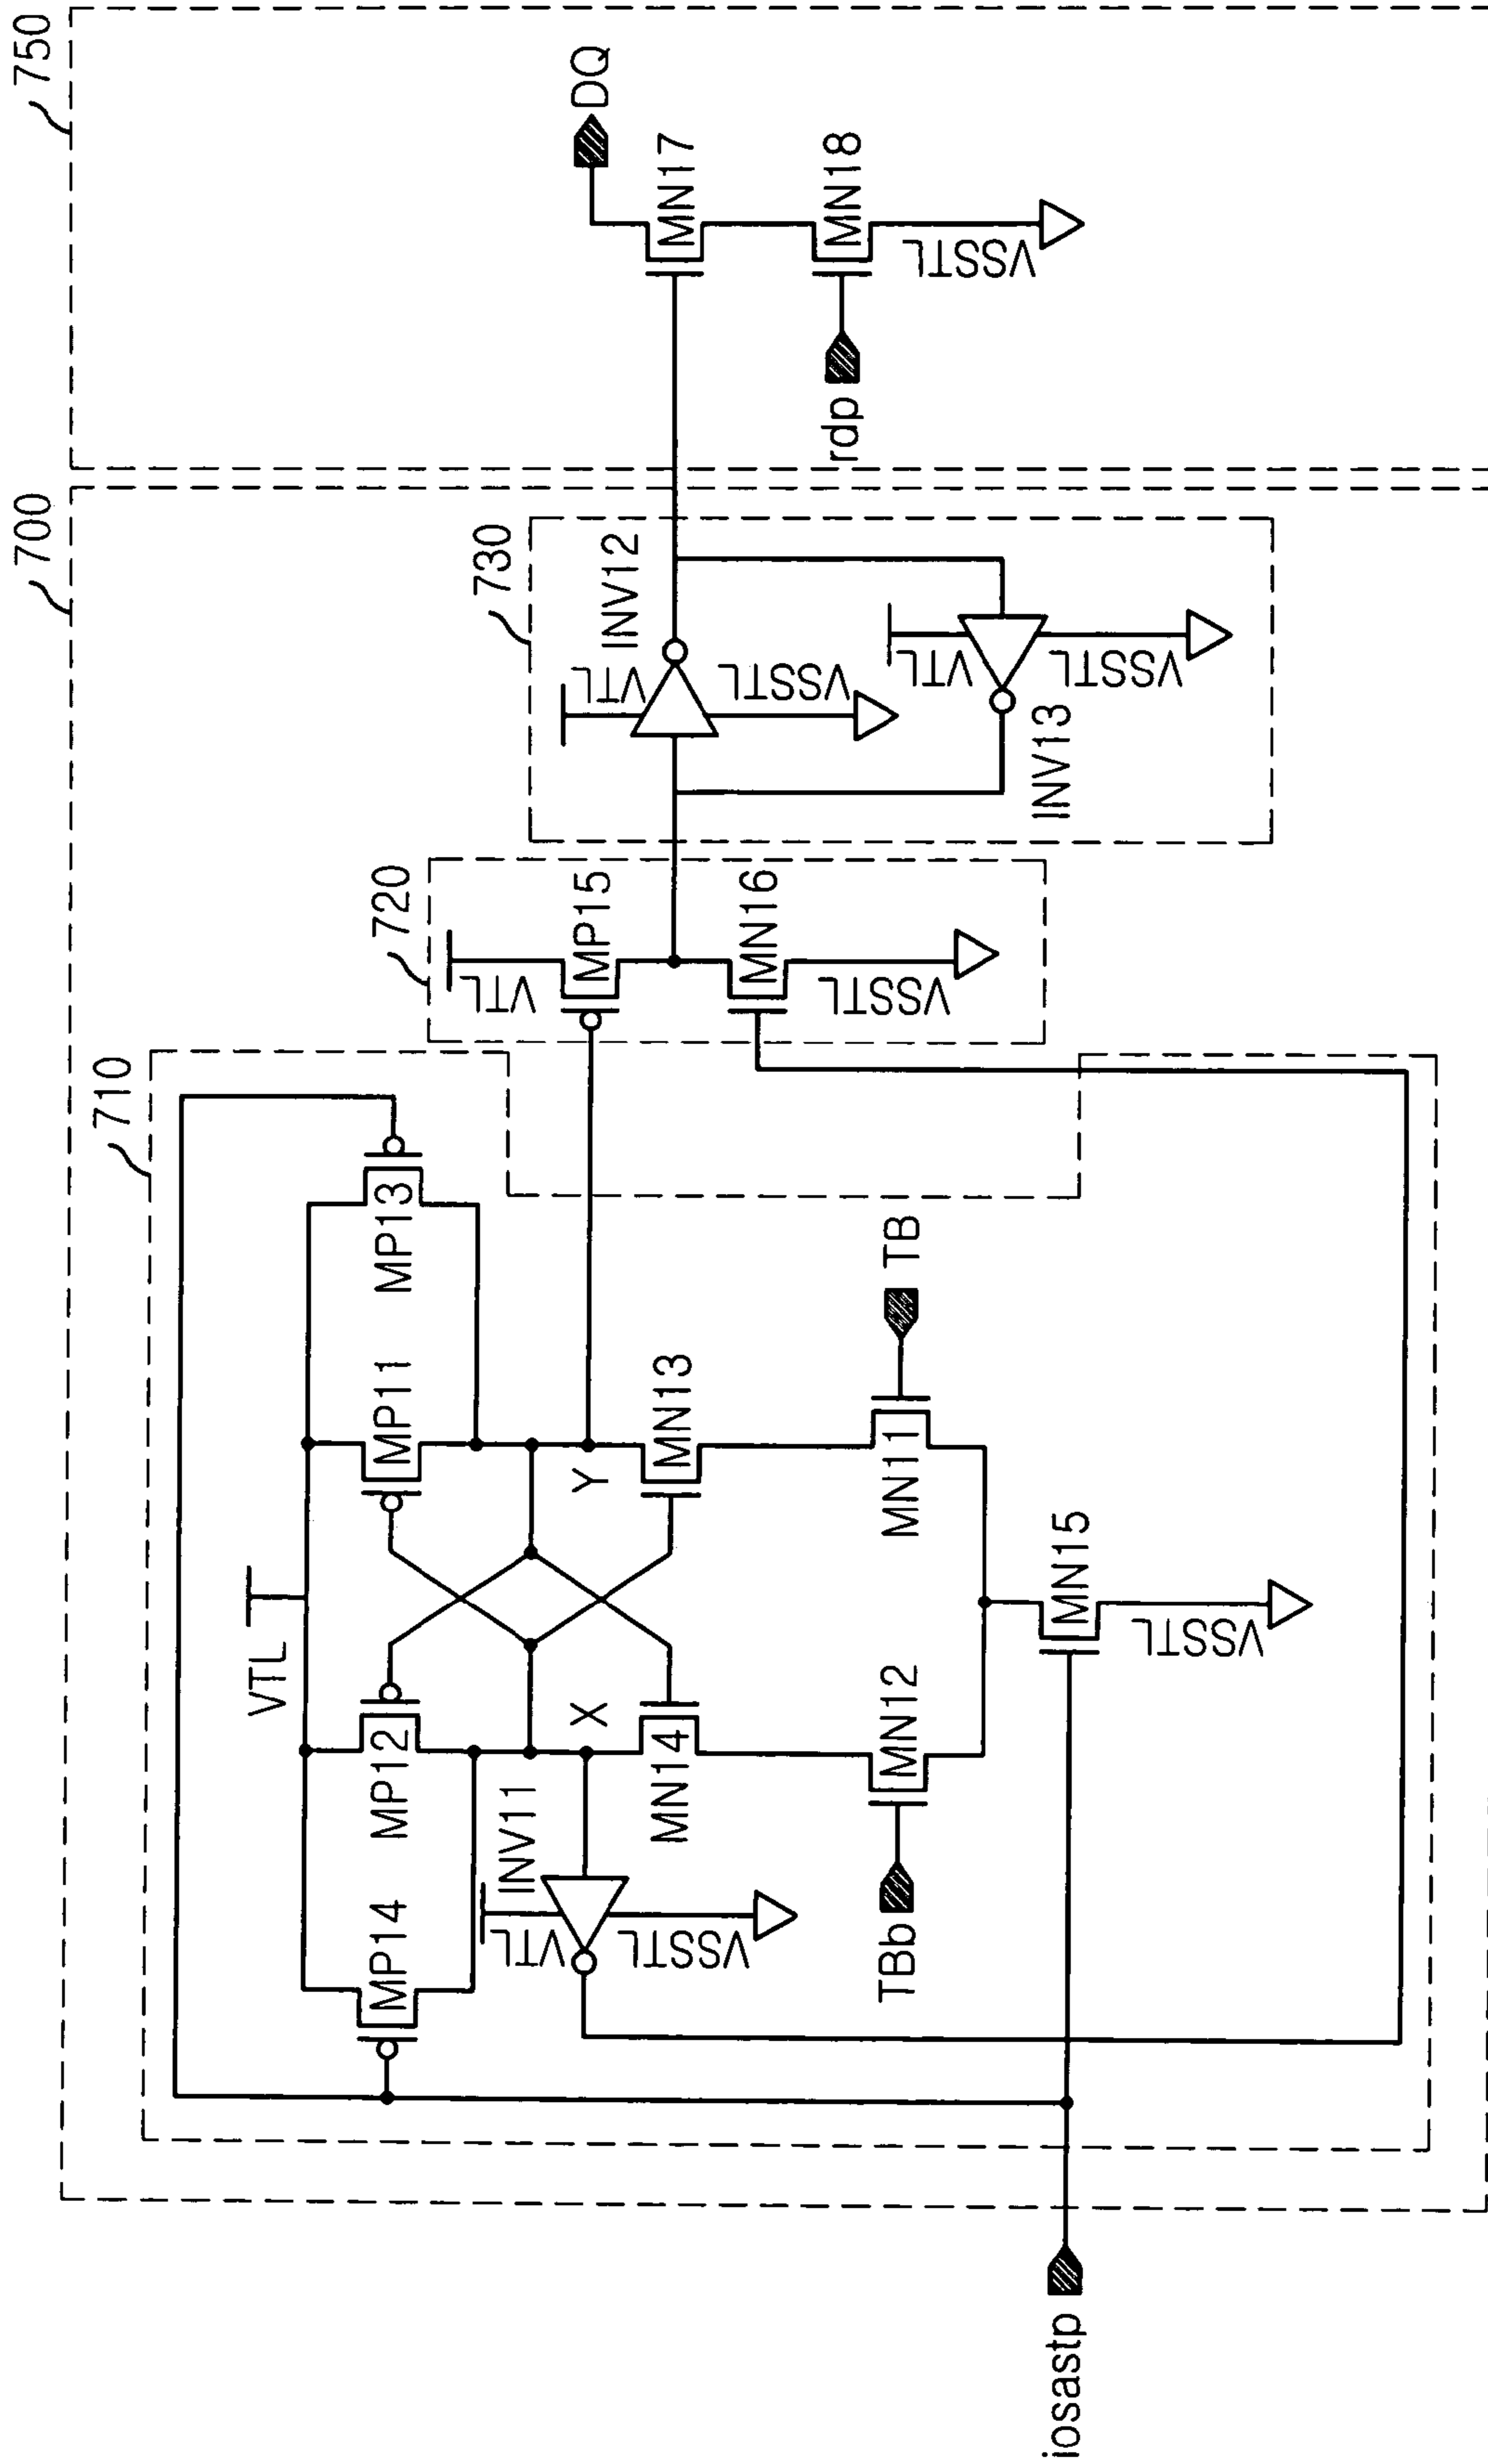 750
700
DQ
MN17
MN18
VSSTL
rdp
730
INV12
VTL
VSSTL
VTL
VSSTL
INV13
720
MP15
VTL
MN16
VSSTL
710
MP13
MP11
Y
MN13
TB
MN11
VTL
MP12
X
MN14
MN12
MN15
VSSTL
INV11
MP14
VTL
VSSTL
TBb
iosastp